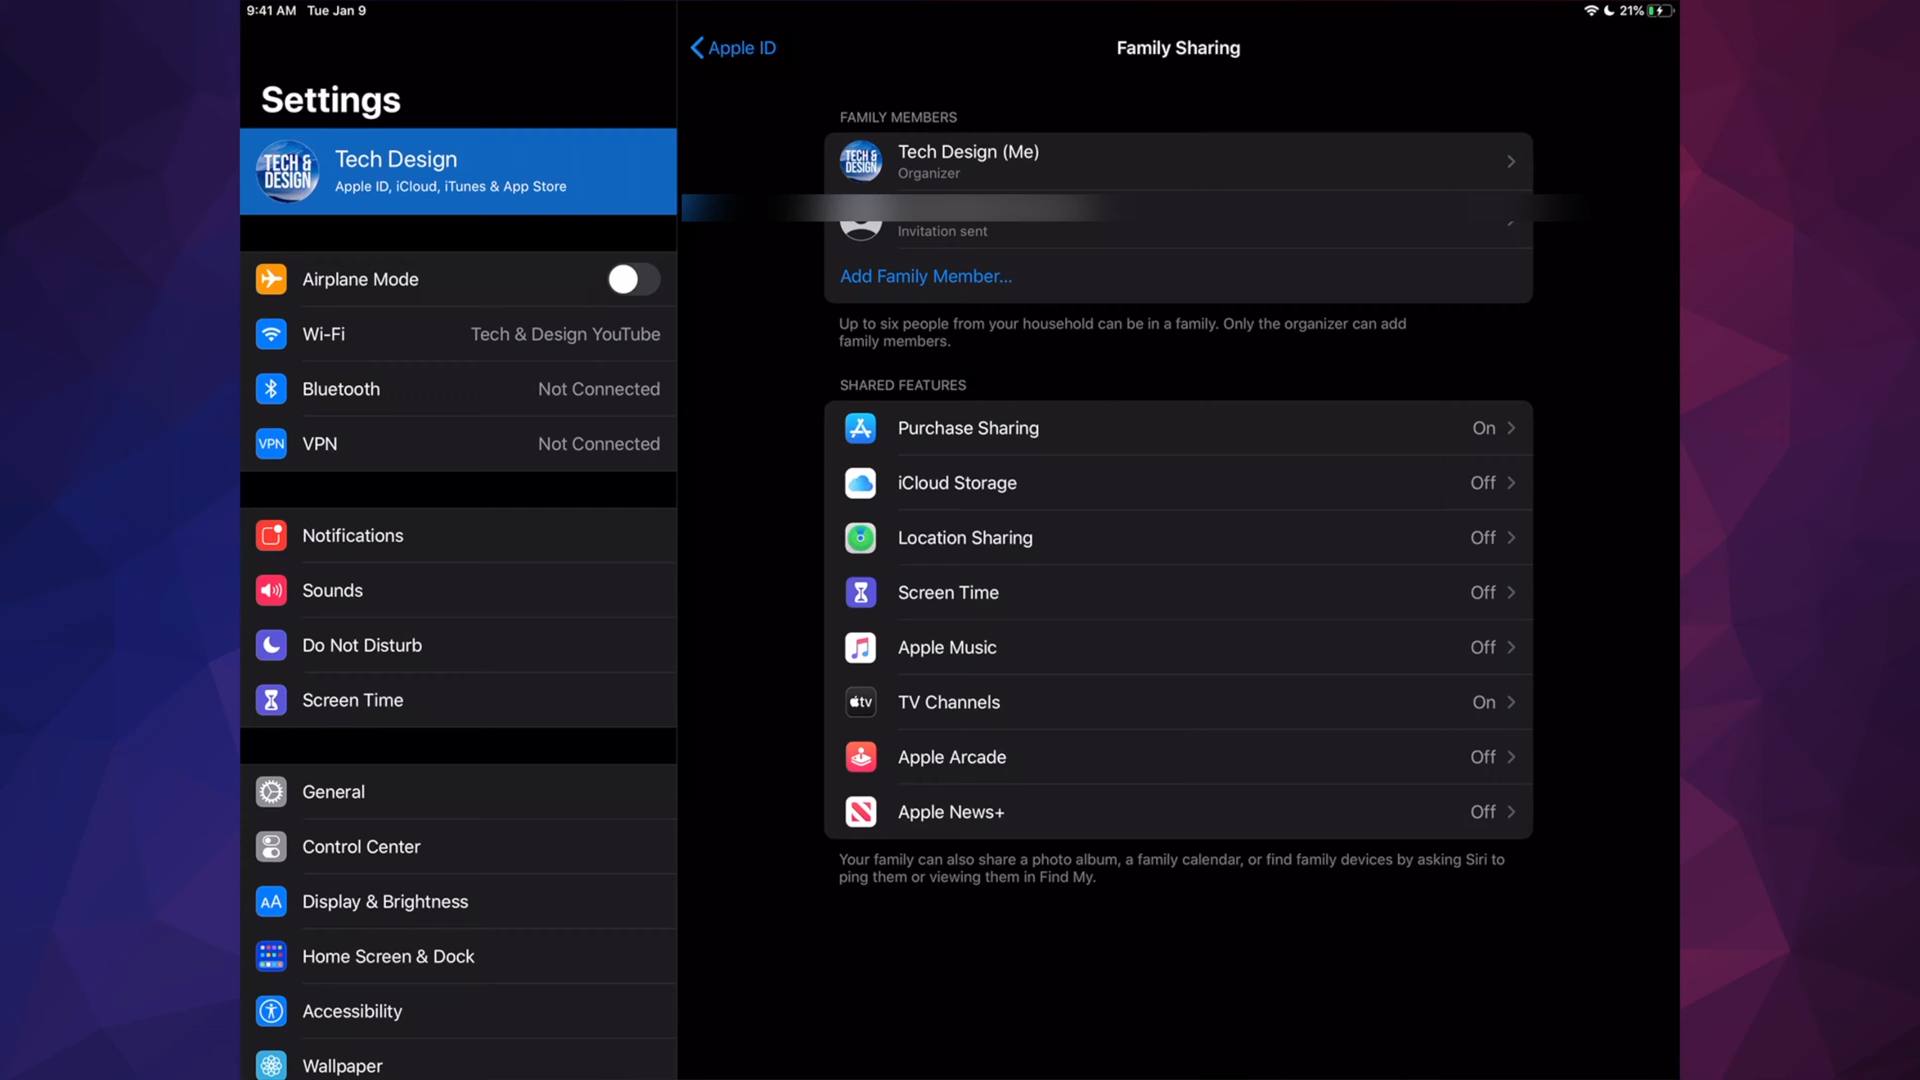 9:41 AM Tue Jan 9
21%
Settings
TECH &
DESIGN
Tech Design
Apple ID, iCloud, iTunes & App Store
Airplane Mode
Wi-Fi Tech & Design YouTube
Bluetooth Not Connected
VPN VPN Not Connected
Notifications
Sounds
Do Not Disturb
Screen Time
General
Control Center
AA Display & Brightness
Home Screen & Dock
Accessibility
Wallpaper
Apple ID
Family Sharing
FAMILY MEMBERS
TECH &
DESIGN
Tech Design (Me)
Organizer
Invitation sent
Add Family Member...
Up to six people from your household can be in a family. Only the organizer can add
family members.
SHARED FEATURES
Purchase Sharing On
iCloud Storage Off
Location Sharing Off
Screen Time Off
Apple Music Off
tv TV Channels On
Apple Arcade Off
Apple News+ Off
Your family can also share a photo album, a family calendar, or find family devices by asking Siri to
ping them or viewing them in Find My.